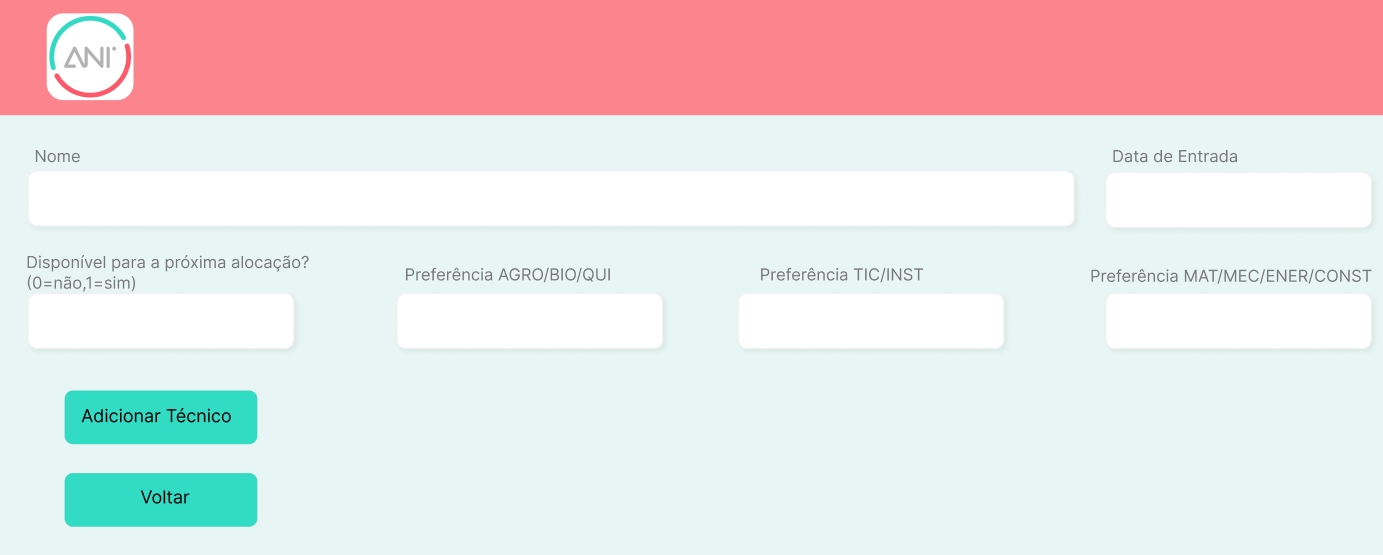 ANI
Nome
Data de Entrada
Disponível para a próxima alocação?
(0=não,1=sim)
Preferência AGRO/BIO/QUI
Preferência TIC/INST
Preferência MAT/MEC/ENER/CONST
Adicionar Técnico
Voltar